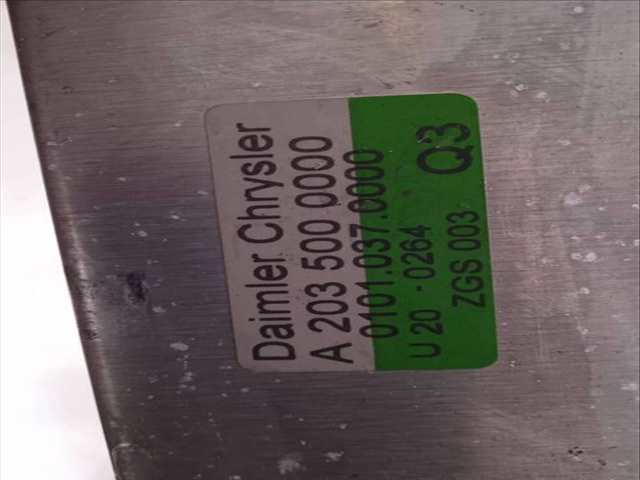 Daimler Chrysler
A 203 500 0000
0101.037.0000
U 20 - 0264 Q3
ZGS 003